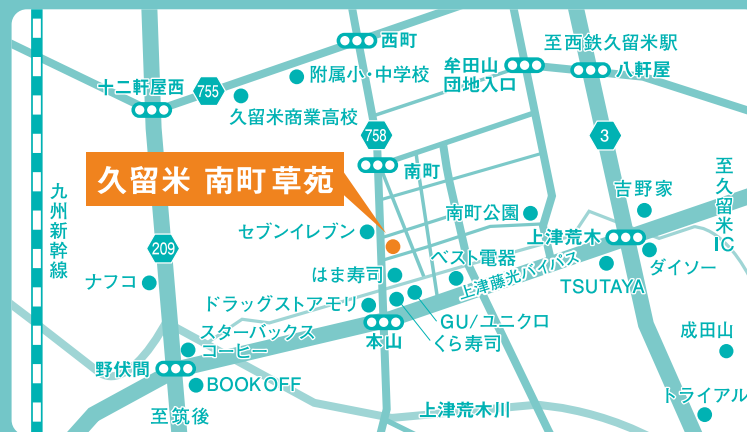 西町
至西鉄久留米駅
牟田山
団地入口
八軒屋
附属小・中学校
十二軒屋西
755
久留米商業高校
758
3
南町
久留米 南町草苑
至久留米IC
吉野家
九州新幹線
南町公園
セブンイレブン
上津荒木
209
ベスト電器
ダイソー
はま寿司
上津藤光バイパス
ナフコ
TSUTAYA
ドラッグストアモリ
GU/ユニクロ
スターバックス
コーヒー
本山
くら寿司
成田山
野伏間
BOOKOFF
トライアル
至筑後
上津荒木川